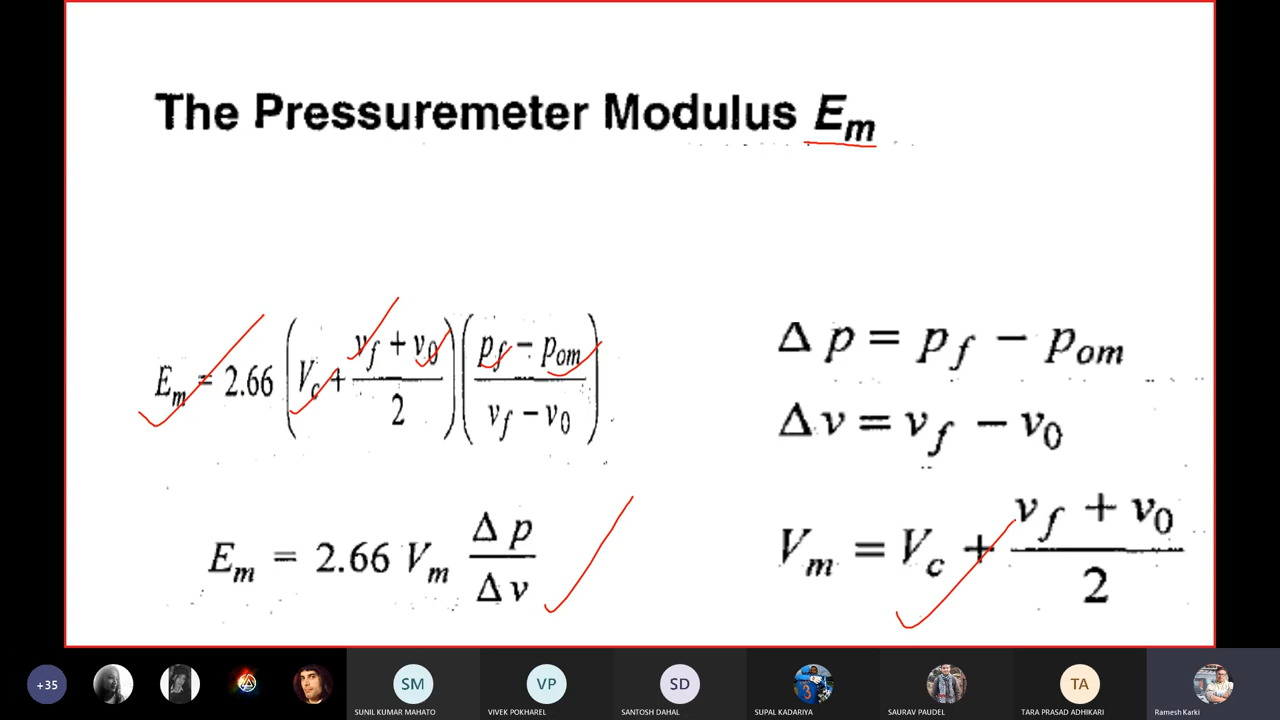 The Pressuremeter Modulus E_m
E_m = 2.66 (V_c + (v_f + v_0)/2) ((p_f − p_om)/(v_f − v_0))
E_m = 2.66 V_m Δp/Δv
Δ p = p_f − p_om
Δ v = v_f − v_0
V_m = V_c + (v_f + v_0)/2
+35
SM
VP
SD
TA
3
SUNIL KUMAR MAHATO
VIVEK POKHAREL
SANTOSH DAHAL
SUPAL KADARIYA
SAURAV PAUDEL
TARA PRASAD ADHIKARI
Ramesh Karki